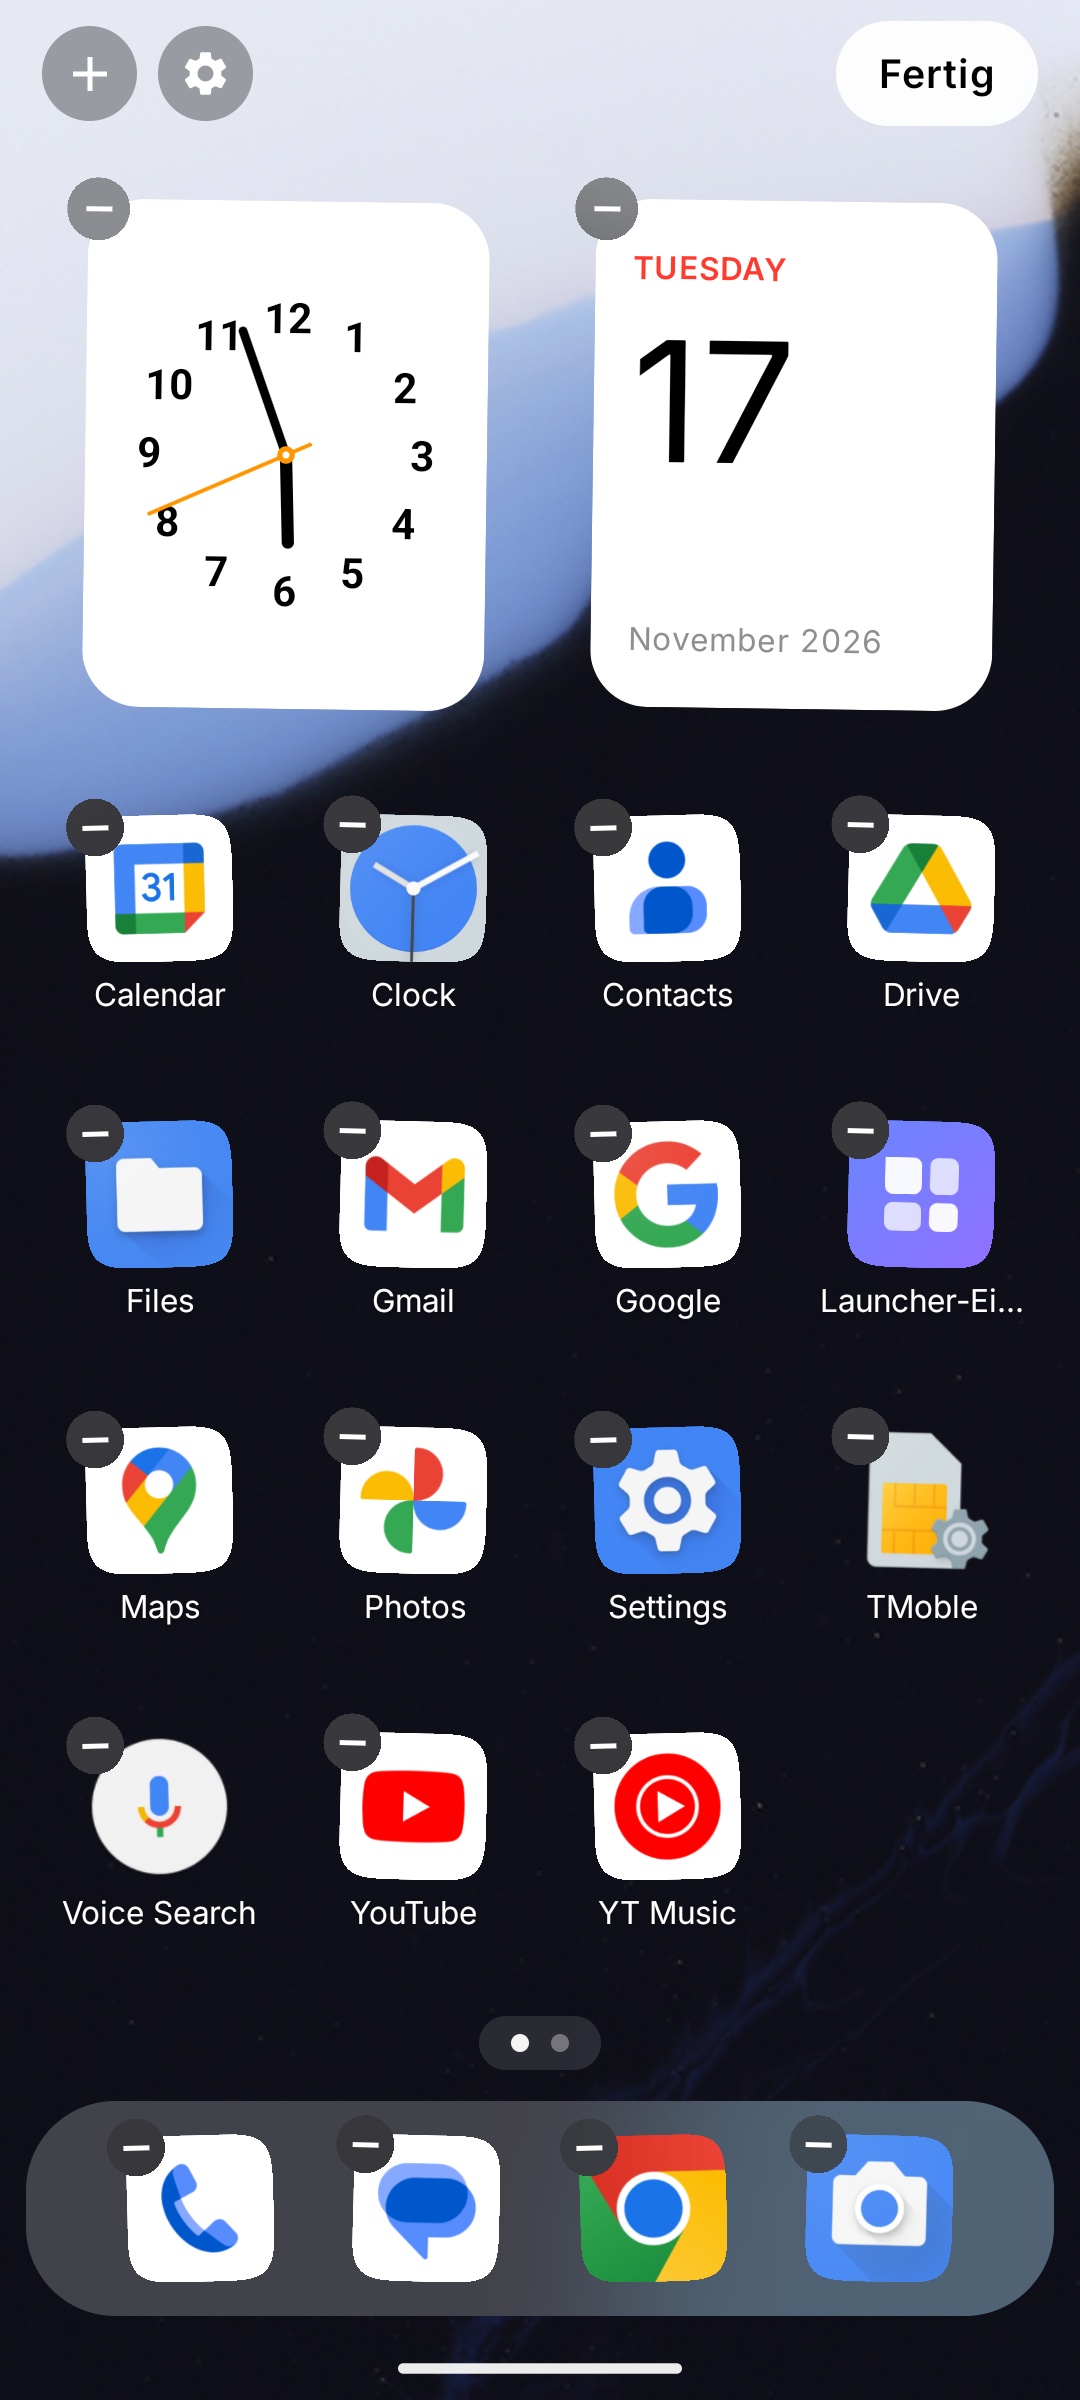 Fertig
12
11
1
10
2
9
3
8
4
7
5
6
TUESDAY
17
November 2026
31
Calendar
Clock
Contacts
Drive
Files
Gmail
Google
Launcher-Ei...
Maps
Photos
Settings
TMoble
Voice Search
YouTube
YT Music